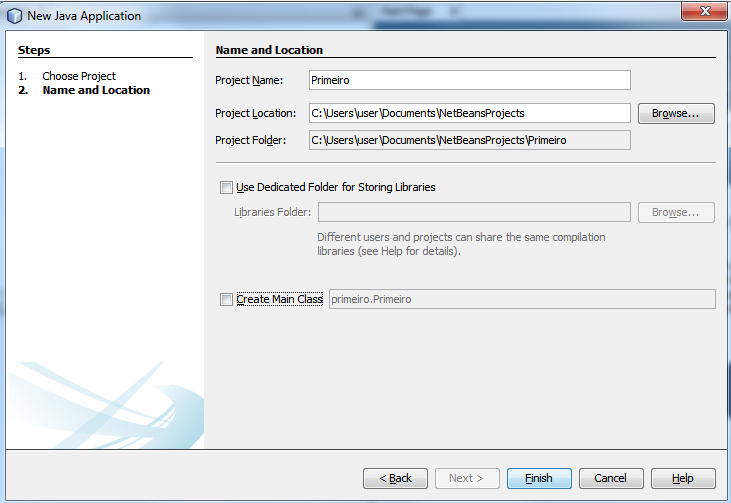 New Java Application
Start Page
Steps
1. Choose Project
2. Name and Location
Name and Location
Project Name: Primeiro
Project Location: C:\Users\user\Documents\NetBeansProjects Browse...
Project Folder: C:\Users\user\Documents\NetBeansProjects\Primeiro
Use Dedicated Folder for Storing Libraries
Libraries Folder: Browse...
Different users and projects can share the same compilation
libraries (see Help for details).
Create Main Class primeiro.Primeiro
< Back Next > Finish Cancel Help